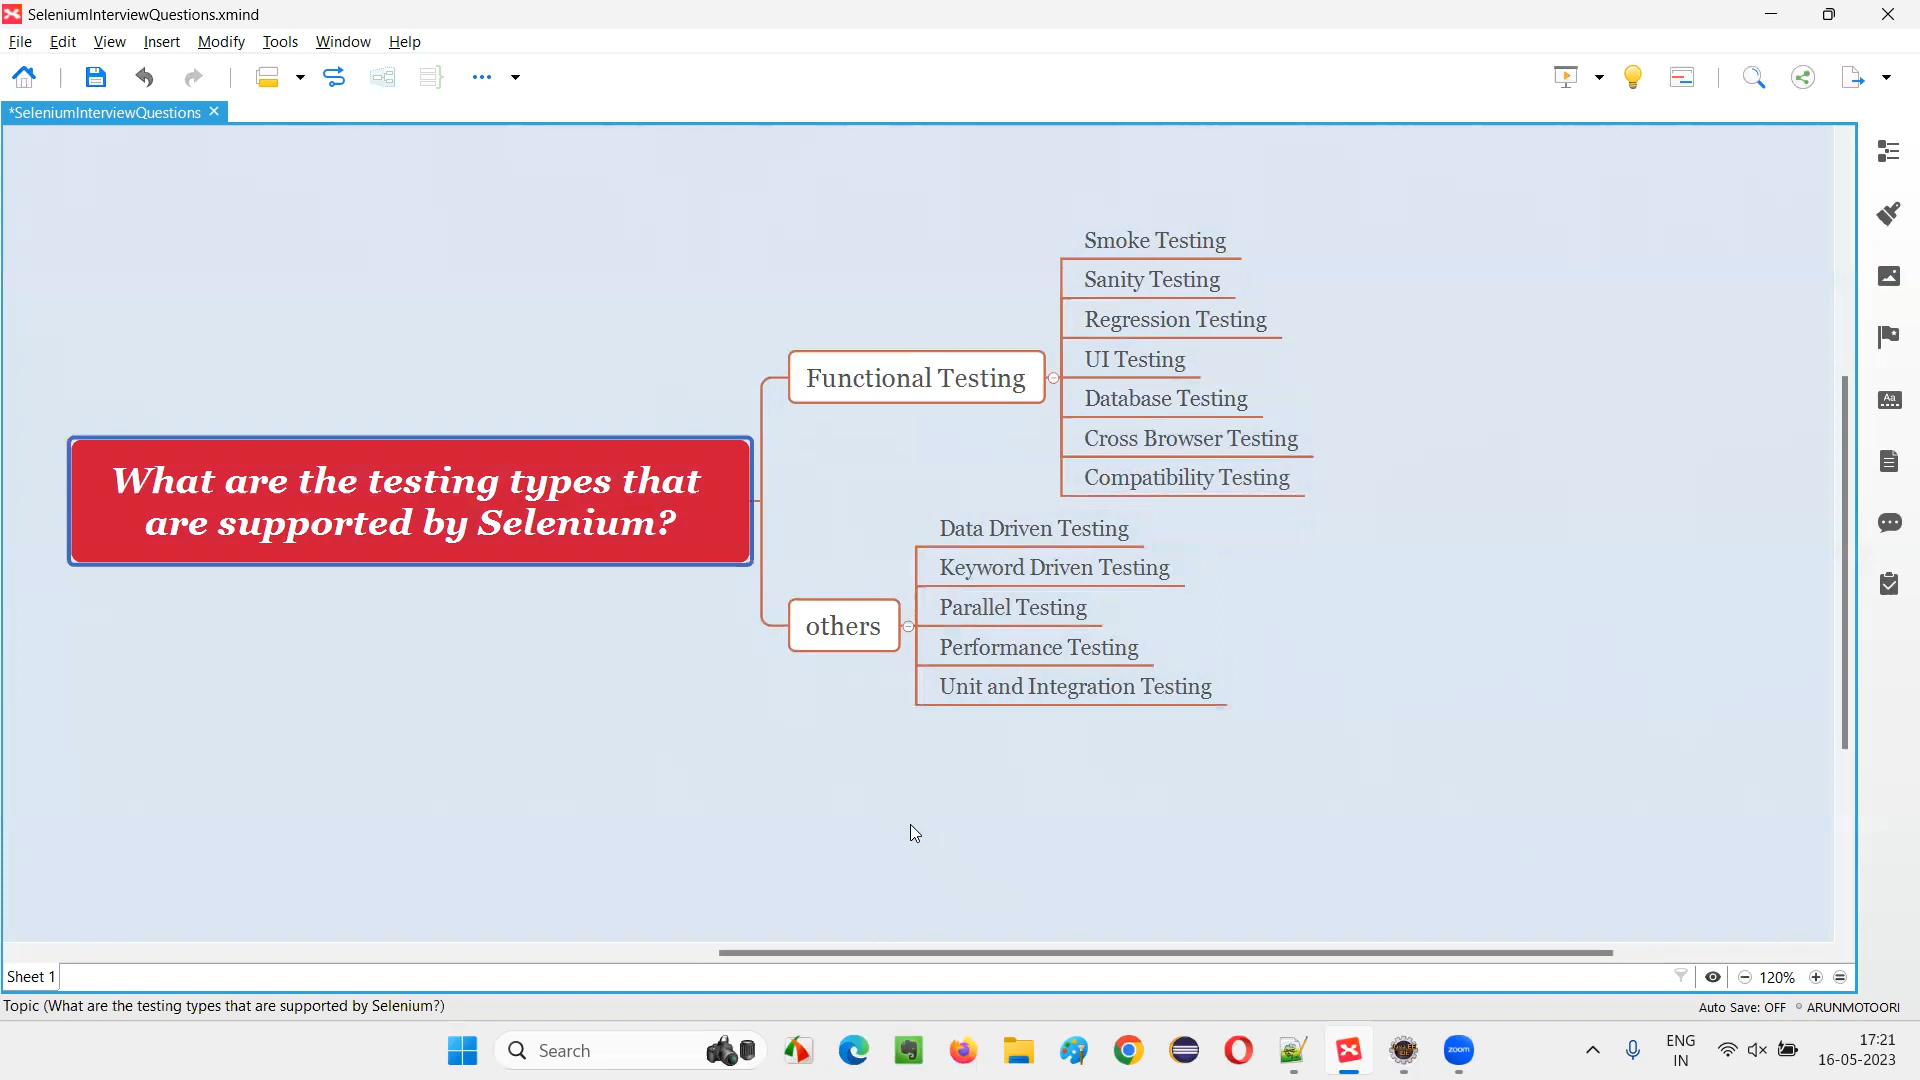 SeleniumInterviewQuestions.xmind
File Edit View Insert Modify Tools Window Help
*SeleniumInterviewQuestions
Smoke Testing
Sanity Testing
Regression Testing
UI Testing
Database Testing
Cross Browser Testing
Compatibility Testing
Functional Testing
What are the testing types that
are supported by Selenium?
Data Driven Testing
Keyword Driven Testing
Parallel Testing
Performance Testing
Unit and Integration Testing
others
Aa
Sheet 1
120%
Topic (What are the testing types that are supported by Selenium?)
Auto Save: OFF
ARUNMOTOORI
Search
zoom
ENG
IN
17:21
16-05-2023